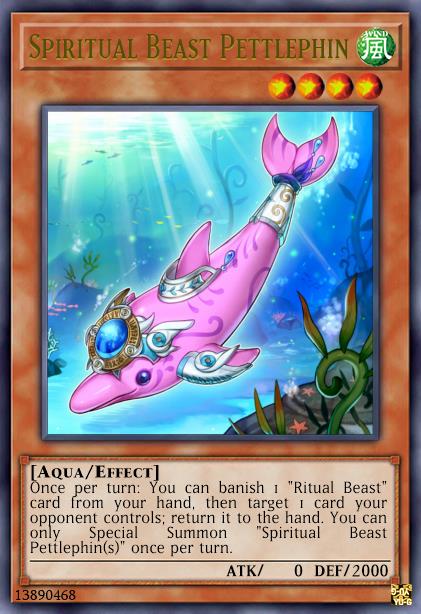 Spiritual Beast Pettlephin
WIND
風
[Aqua/Effect]
Once per turn: You can banish 1 "Ritual Beast"
card from your hand, then target 1 card your
opponent controls; return it to the hand. You can
only Special Summon "Spiritual Beast
Pettlephin(s)" once per turn.
ATK/ 0 DEF/2000
13890468